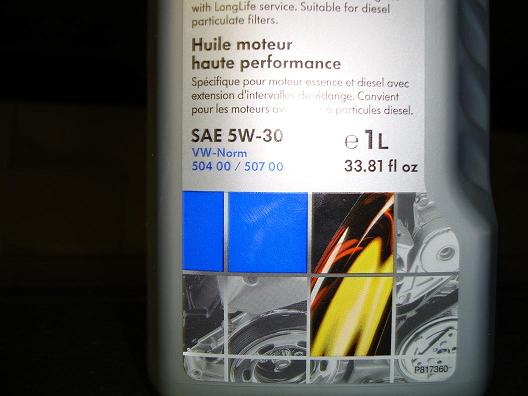 with LongLife service. Suitable for diesel
particulate filters.
Huile moteur
haute performance
Spécifique pour moteur essence et diesel avec
extension d'intervalles de vidange. Convient
pour les moteurs à particules diesel.
SAE 5W-30
e 1L
VW-Norm
504 00 / 507 00
33.81 fl oz
P817360